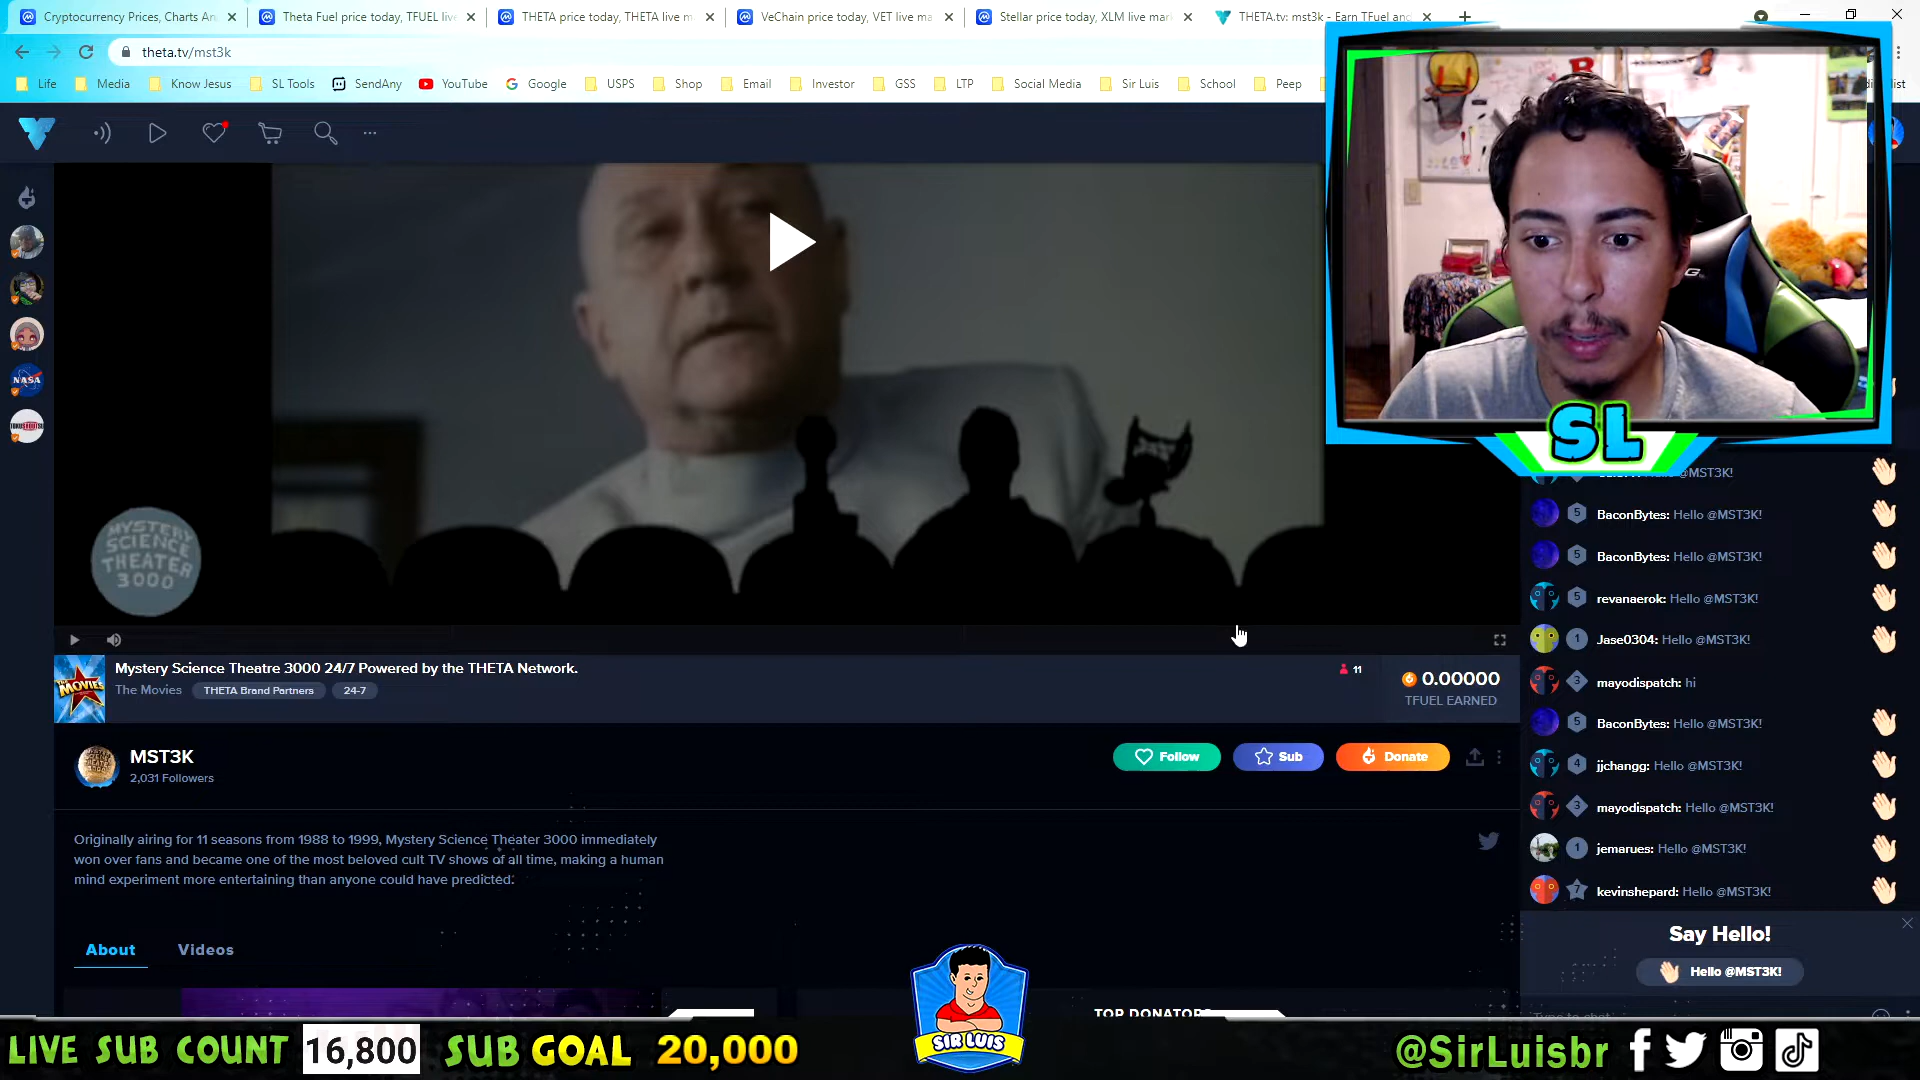 Cryptocurrency Prices, Charts An
Theta Fuel price today, TFUEL live
THETA price today, THETA live m
VeChain price today, VET live ma
Stellar price today, XLM live mar
THETA.tv: mst3k - Earn TFuel and
theta.tv/mst3k
Life
Media
Know Jesus
SL Tools
SendAny
YouTube
Google
USPS
Shop
Email
Investor
GSS
LTP
Social Media
Sir Luis
School
Peep
NASA
MYSTERY
SCIENCE
THEATER
3000
SL
@MST3K!
BaconBytes: Hello @MST3K!
BaconBytes: Hello @MST3K!
revanaerok: Hello @MST3K!
Jase0304: Hello @MST3K!
mayodispatch: hi
BaconBytes: Hello @MST3K!
jjchangg: Hello @MST3K!
mayodispatch: Hello @MST3K!
jemarues: Hello @MST3K!
kevinshepard: Hello @MST3K!
Say Hello!
Hello @MST3K!
Type to chat
MOVIES
Mystery Science Theatre 3000 24/7 Powered by the THETA Network.
The Movies
THETA Brand Partners
24-7
11
0.00000
TFUEL EARNED
MST3K
2,031 Followers
Follow
Sub
Donate
Originally airing for 11 seasons from 1988 to 1999, Mystery Science Theater 3000 immediately
won over fans and became one of the most beloved cult TV shows of all time, making a human
mind experiment more entertaining than anyone could have predicted.
About
Videos
TOP DONATORS
LIVE SUB COUNT 16,800 SUB GOAL 20,000
SIR LUIS
@SirLuisbr